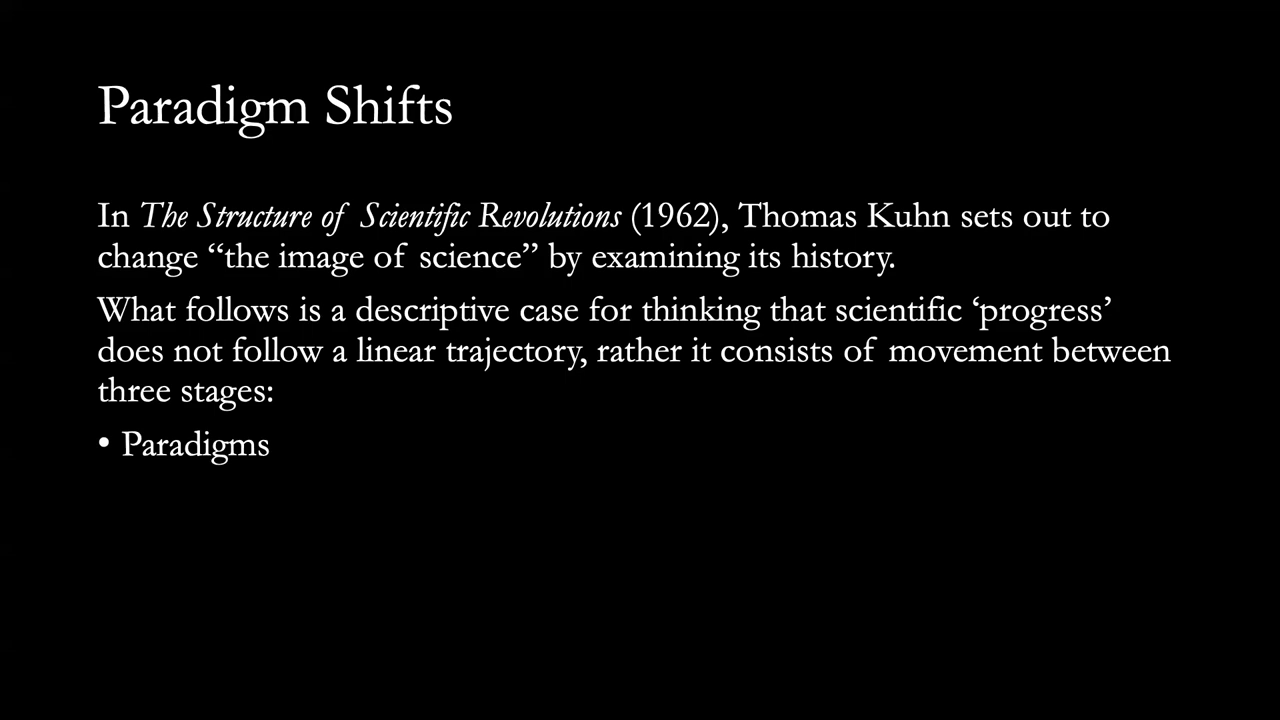 Paradigm Shifts
In The Structure of Scientific Revolutions (1962), Thomas Kuhn sets out to
change “the image of science” by examining its history.
What follows is a descriptive case for thinking that scientific ‘progress’
does not follow a linear trajectory, rather it consists of movement between
three stages:
• Paradigms